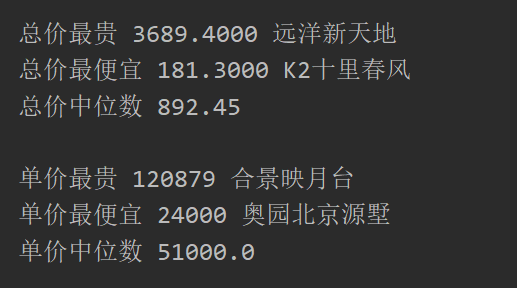 总价最贵 3689.4000 远洋新天地
总价最便宜 181.3000 K2十里春风
总价中位数 892.45
单价最贵 120879 合景映月台
单价最便宜 24000 奥园北京源墅
单价中位数 51000.0